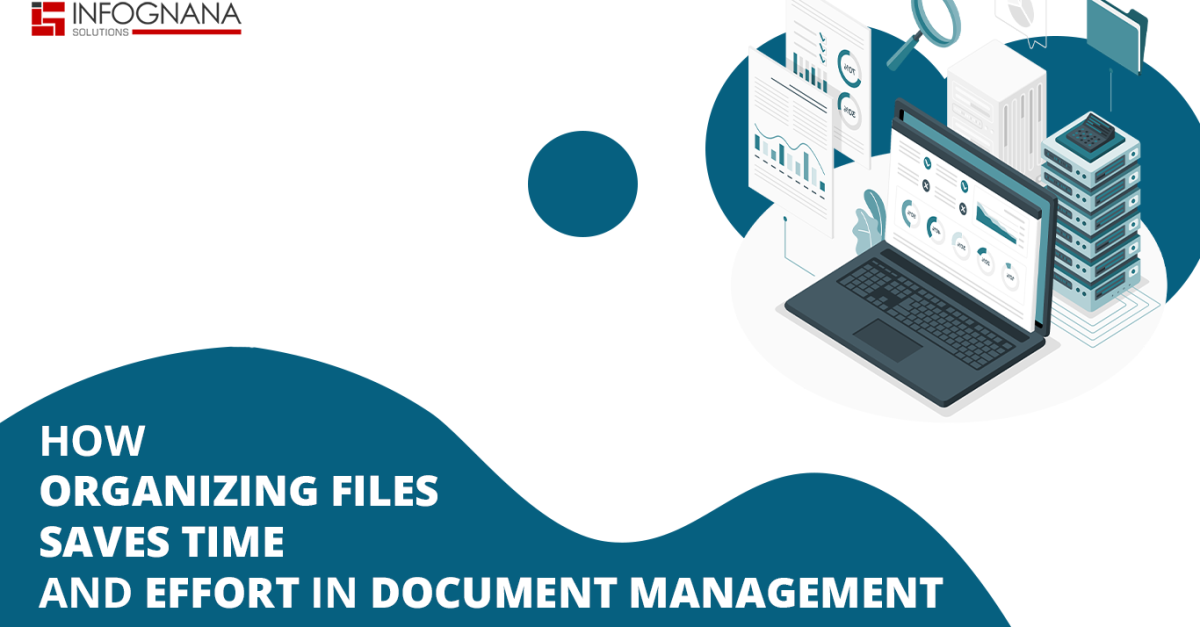 INFOGNANA
SOLUTIONS
HOW
ORGANIZING FILES
SAVES TIME
AND EFFORT IN DOCUMENT MANAGEMENT